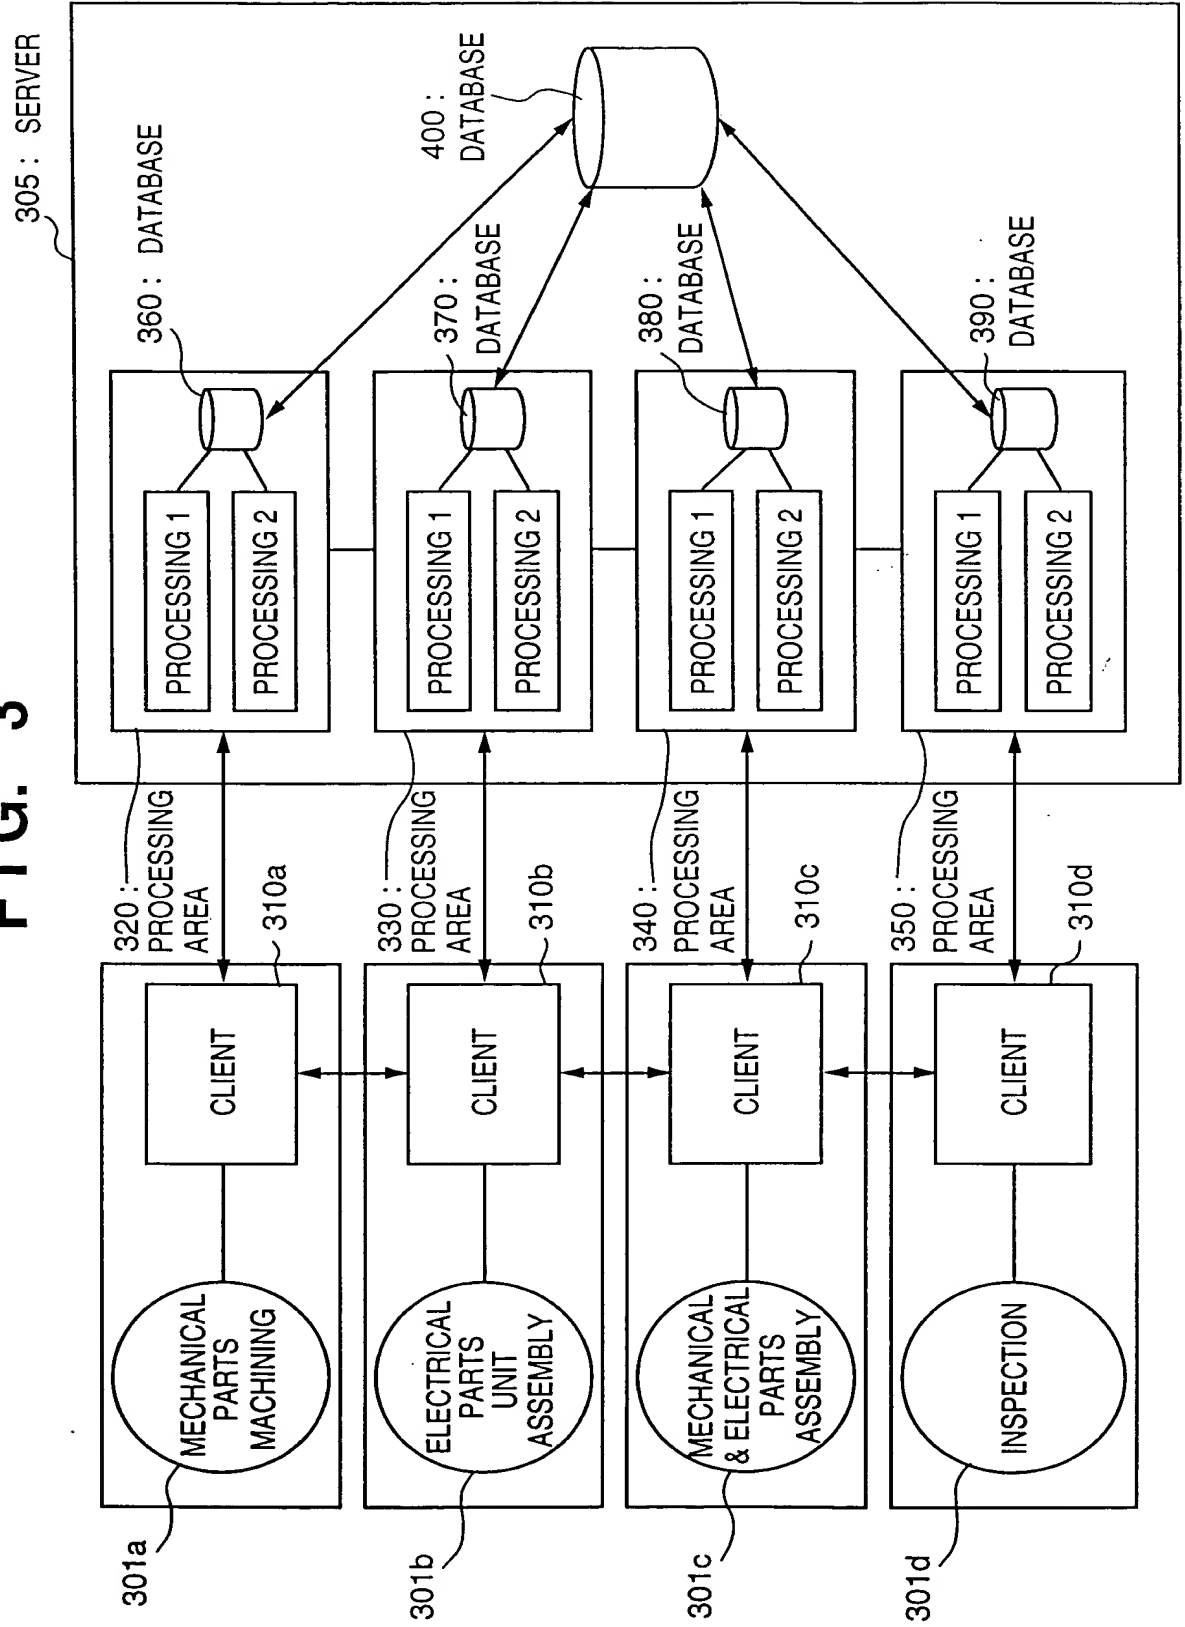 FIG. 3
305 : SERVER
360 : DATABASE
400 :
DATABASE
370 :
DATABASE
380 :
DATABASE
390 :
DATABASE
PROCESSING 1
PROCESSING 2
PROCESSING 1
PROCESSING 2
PROCESSING 1
PROCESSING 2
PROCESSING 1
PROCESSING 2
320 :
PROCESSING
AREA
330 :
PROCESSING
AREA
340 :
PROCESSING
AREA
350 :
PROCESSING
AREA
310a
310b
310c
310d
CLIENT
CLIENT
CLIENT
CLIENT
MECHANICAL
PARTS
MACHINING
ELECTRICAL
PARTS
UNIT
ASSEMBLY
MECHANICAL
& ELECTRICAL
PARTS
ASSEMBLY
INSPECTION
301a
301b
301c
301d